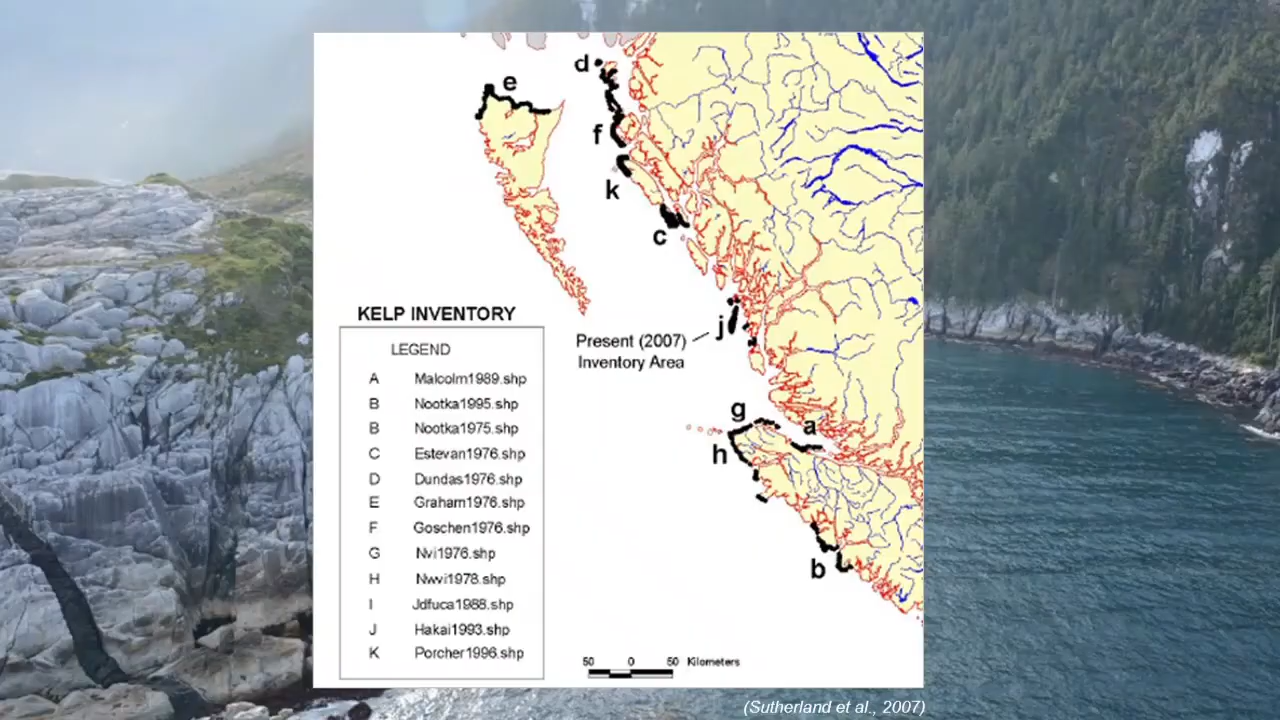 d
e
f
k
c
KELP INVENTORY
LEGEND
A Malcolm1989.shp
B Nootka1995.shp
B Nootka1975.shp
C Estevan1976.shp
D Dundas1976.shp
E Graham1976.shp
F Goschen1976.shp
G Nvi1976.shp
H Nwvi1978.shp
I Jdfuca1988.shp
J Hakai1993.shp
K Porcher1996.shp
j
Present (2007)
Inventory Area
g
a
h
b
50 0 50 Kilometers
(Sutherland et al., 2007)